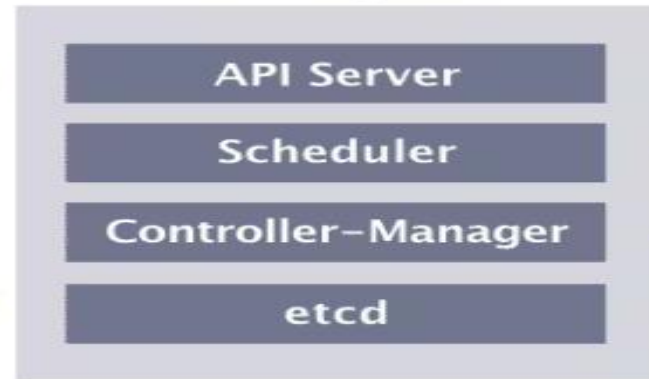 API Server
Scheduler
Controller-Manager
etcd